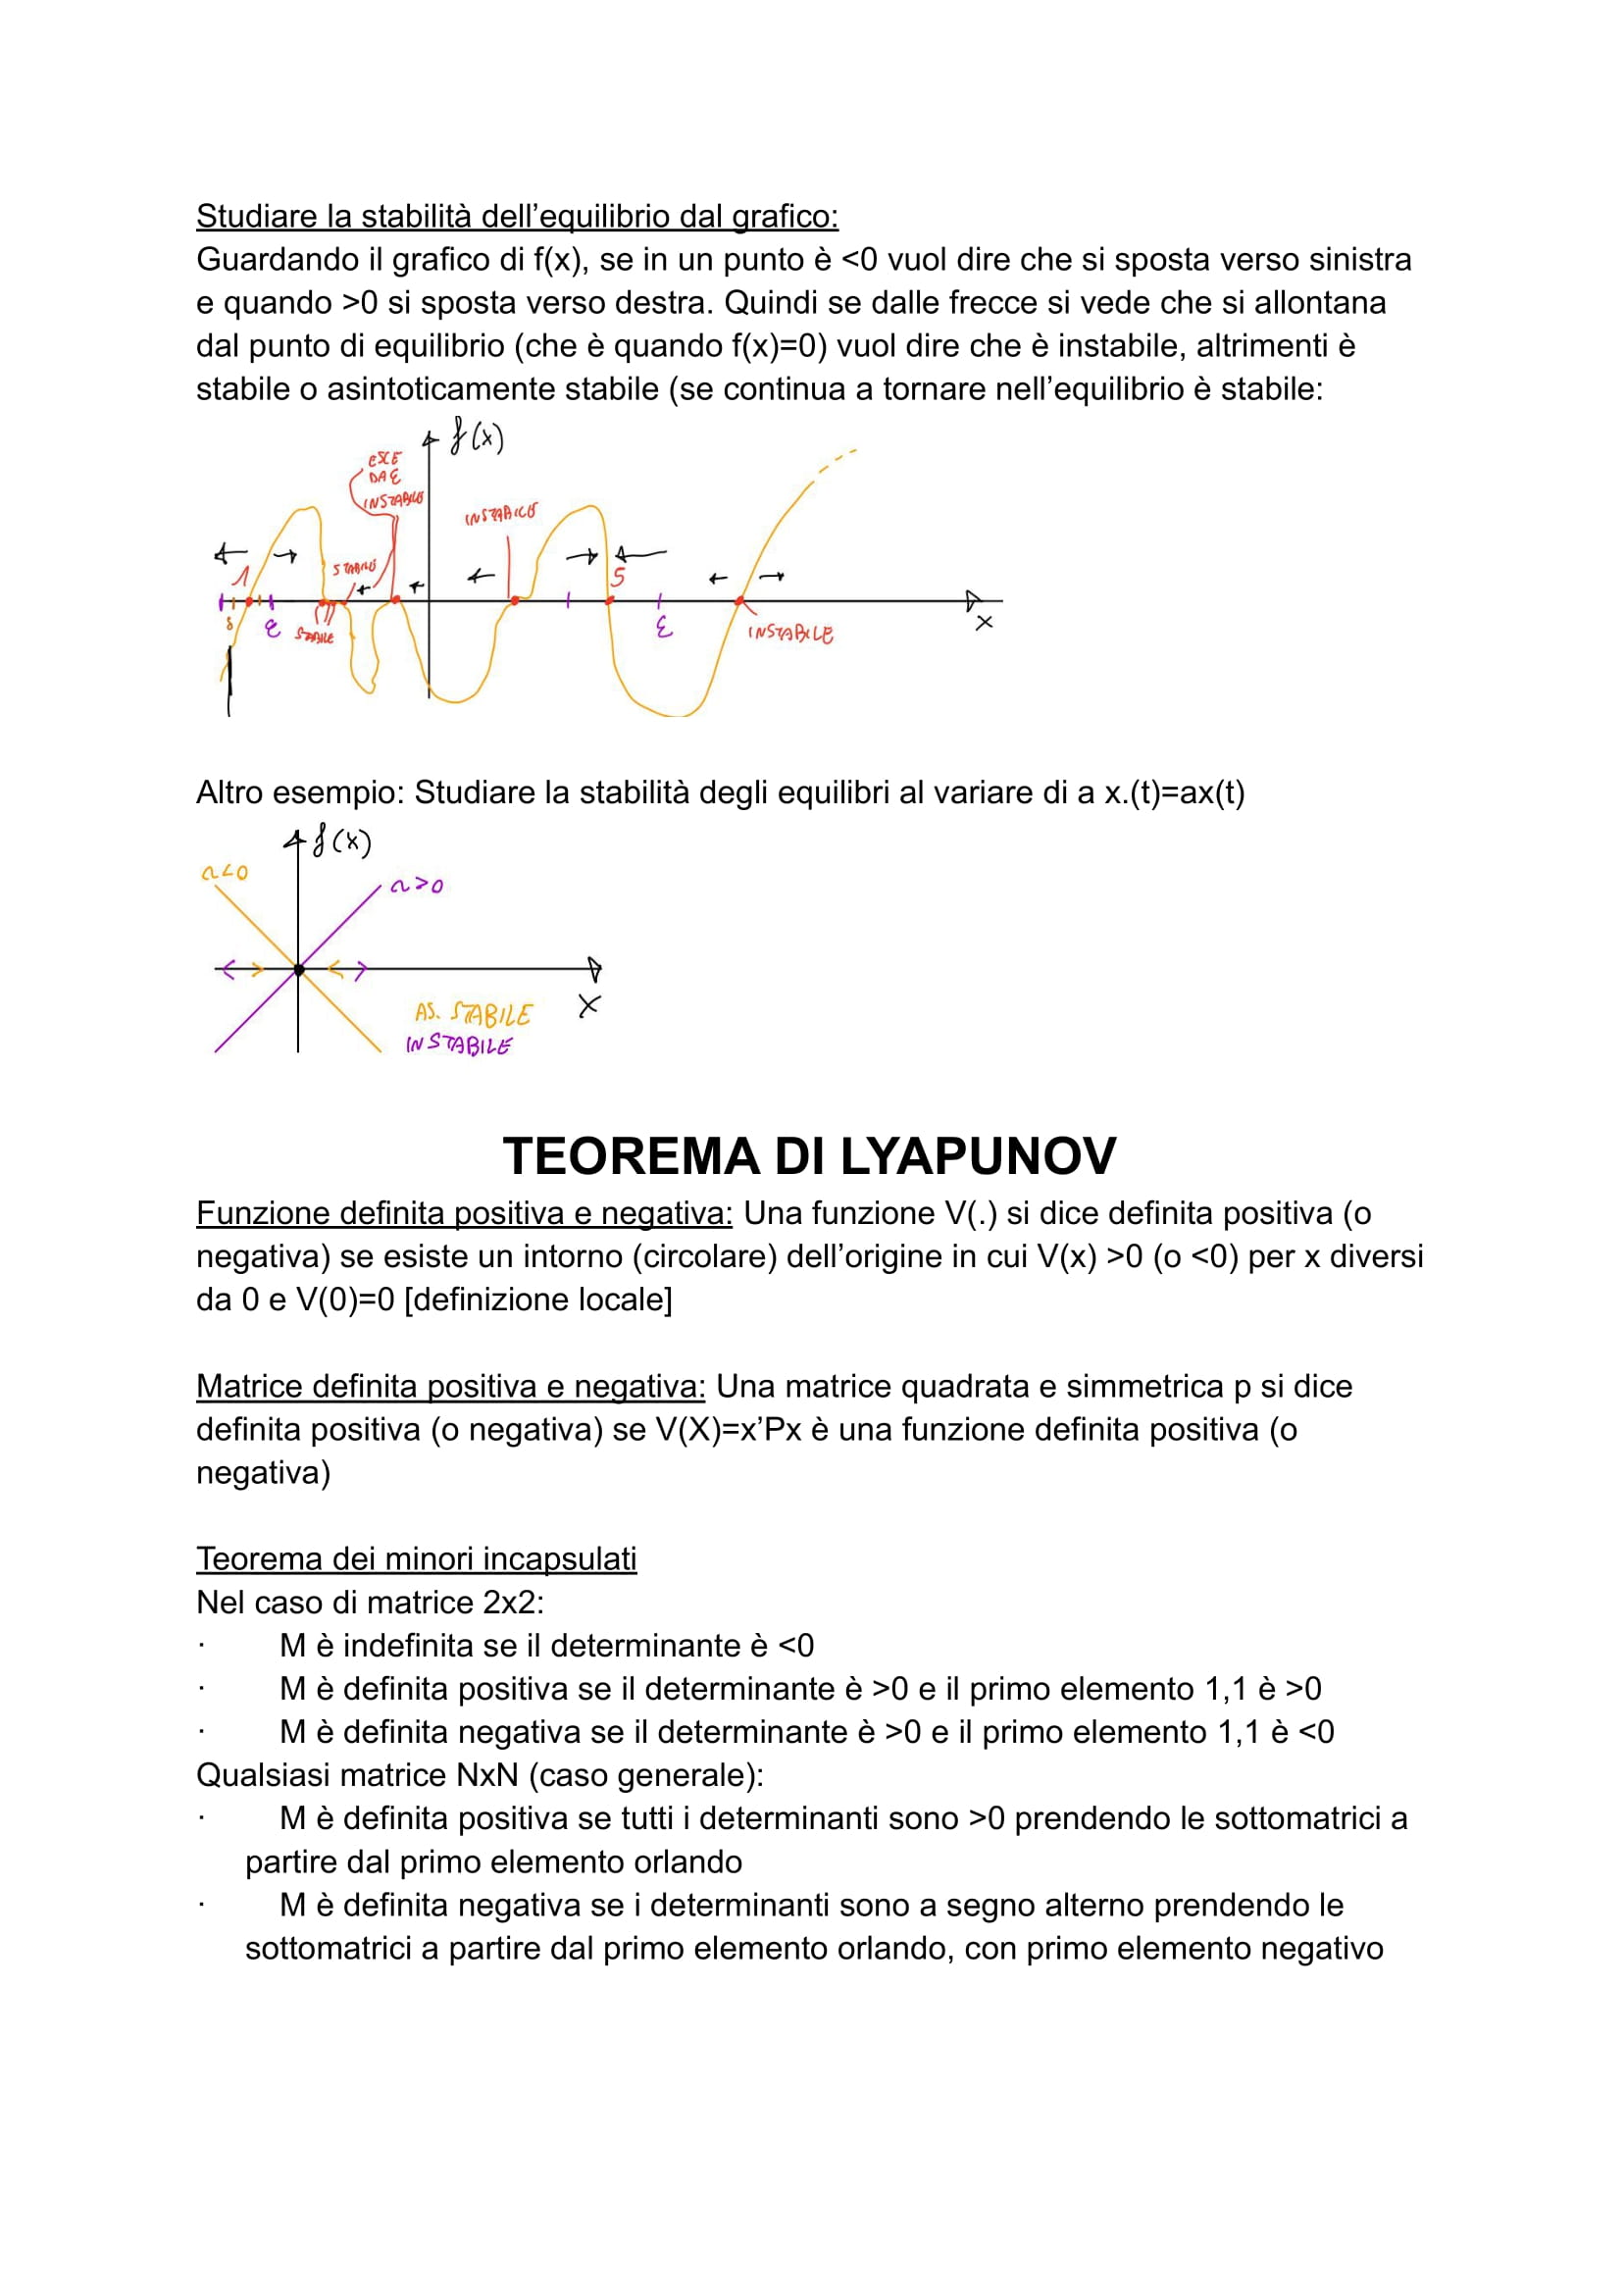 Studiare la stabilità dell’equilibrio dal grafico:
Guardando il grafico di f(x), se in un punto è <0 vuol dire che si sposta verso sinistra
e quando >0 si sposta verso destra. Quindi se dalle frecce si vede che si allontana
dal punto di equilibrio (che è quando f(x)=0) vuol dire che è instabile, altrimenti è
stabile o asintoticamente stabile (se continua a tornare nell’equilibrio è stabile:
f(x)
ESCE
DA ε
INSTABILE
INSTABILE
STABILE
1
S
δ
ε
STABILE
ε
INSTABILE
x
Altro esempio: Studiare la stabilità degli equilibri al variare di a x.(t)=ax(t)
f(x)
a<0
a>0
AS. STABILE
x
INSTABILE
TEOREMA DI LYAPUNOV
Funzione definita positiva e negativa: Una funzione V(.) si dice definita positiva (o
negativa) se esiste un intorno (circolare) dell’origine in cui V(x) >0 (o <0) per x diversi
da 0 e V(0)=0 [definizione locale]
Matrice definita positiva e negativa: Una matrice quadrata e simmetrica p si dice
definita positiva (o negativa) se V(X)=x’Px è una funzione definita positiva (o
negativa)
Teorema dei minori incapsulati
Nel caso di matrice 2x2:
· M è indefinita se il determinante è <0
· M è definita positiva se il determinante è >0 e il primo elemento 1,1 è >0
· M è definita negativa se il determinante è >0 e il primo elemento 1,1 è <0
Qualsiasi matrice NxN (caso generale):
· M è definita positiva se tutti i determinanti sono >0 prendendo le sottomatrici a
partire dal primo elemento orlando
· M è definita negativa se i determinanti sono a segno alterno prendendo le
sottomatrici a partire dal primo elemento orlando, con primo elemento negativo